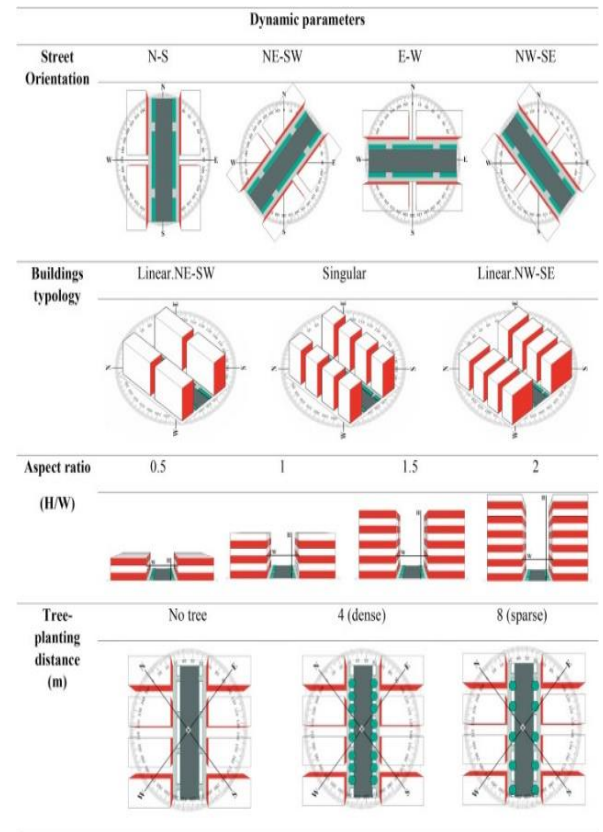 Dynamic parameters
Street Orientation N-S NE-SW E-W NW-SE
N N N N
W E W E W E W E
S S S S
Buildings typology Linear.NE-SW Singular Linear.NW-SE
Aspect ratio (H/W) 0.5 1 1.5 2
H H H H
W W W W
Tree-planting distance (m) No tree 4 (dense) 8 (sparse)